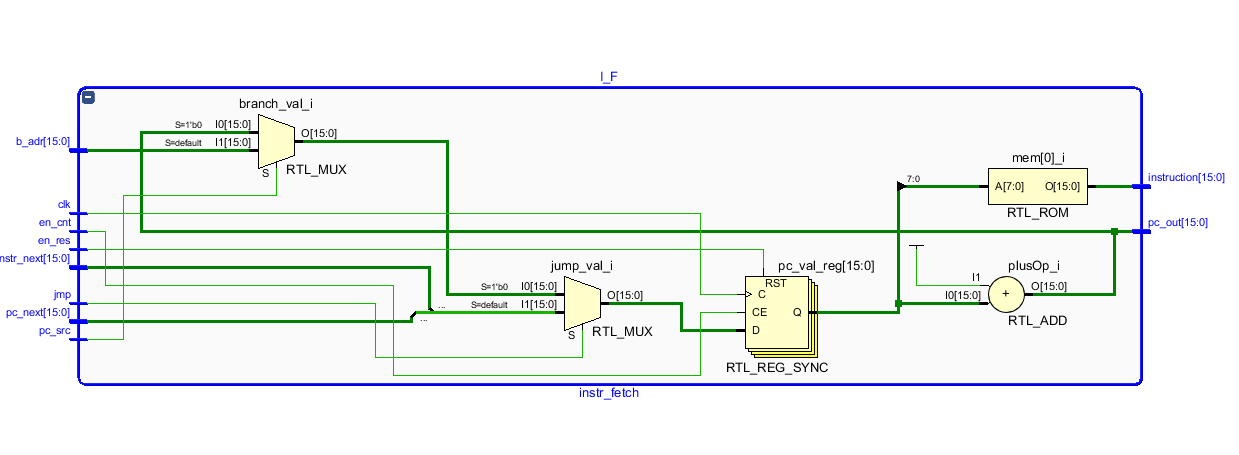 I_F
branch_val_i
S=1'b0 I0[15:0]
S=default I1[15:0]
O[15:0]
S
RTL_MUX
b_adr[15:0]
clk
en_cnt
en_res
nstr_next[15:0]
jmp
pc_next[15:0]
pc_src
jump_val_i
S=1'b0 I0[15:0]
S=default I1[15:0]
O[15:0]
S
RTL_MUX
...
...
pc_val_reg[15:0]
RST
C
CE
D
Q
RTL_REG_SYNC
7:0
mem[0]_i
A[7:0] O[15:0]
RTL_ROM
plusOp_i
I1
I0[15:0]
+
O[15:0]
RTL_ADD
instruction[15:0]
pc_out[15:0]
instr_fetch